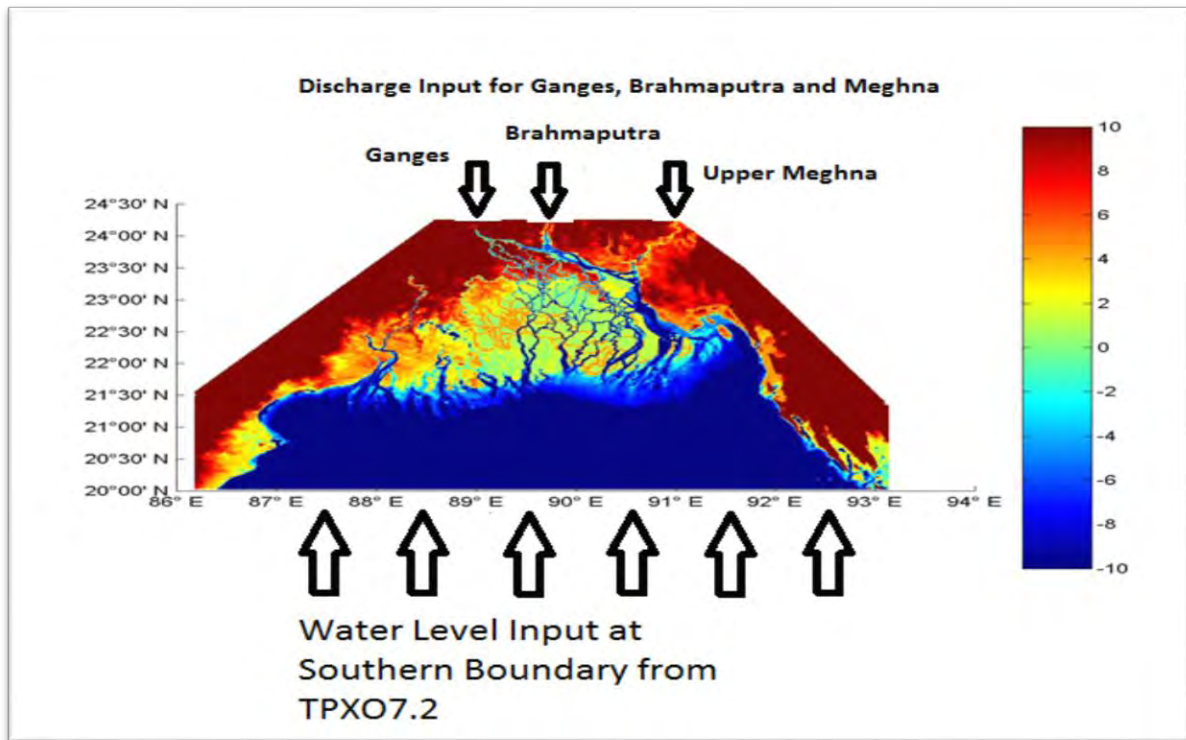 Discharge Input for Ganges, Brahmaputra and Meghna
Brahmaputra
Ganges
Upper Meghna
24°30' N
24°00' N
23°30' N
23°00' N
22°30' N
22°00' N
21°30' N
21°00' N
20°30' N
20°00' N
86° E
87° E
88° E
89° E
90° E
91° E
92° E
93° E
94° E
10
8
6
4
2
0
-2
-4
-6
-8
-10
Water Level Input at
Southern Boundary from
TPXO7.2